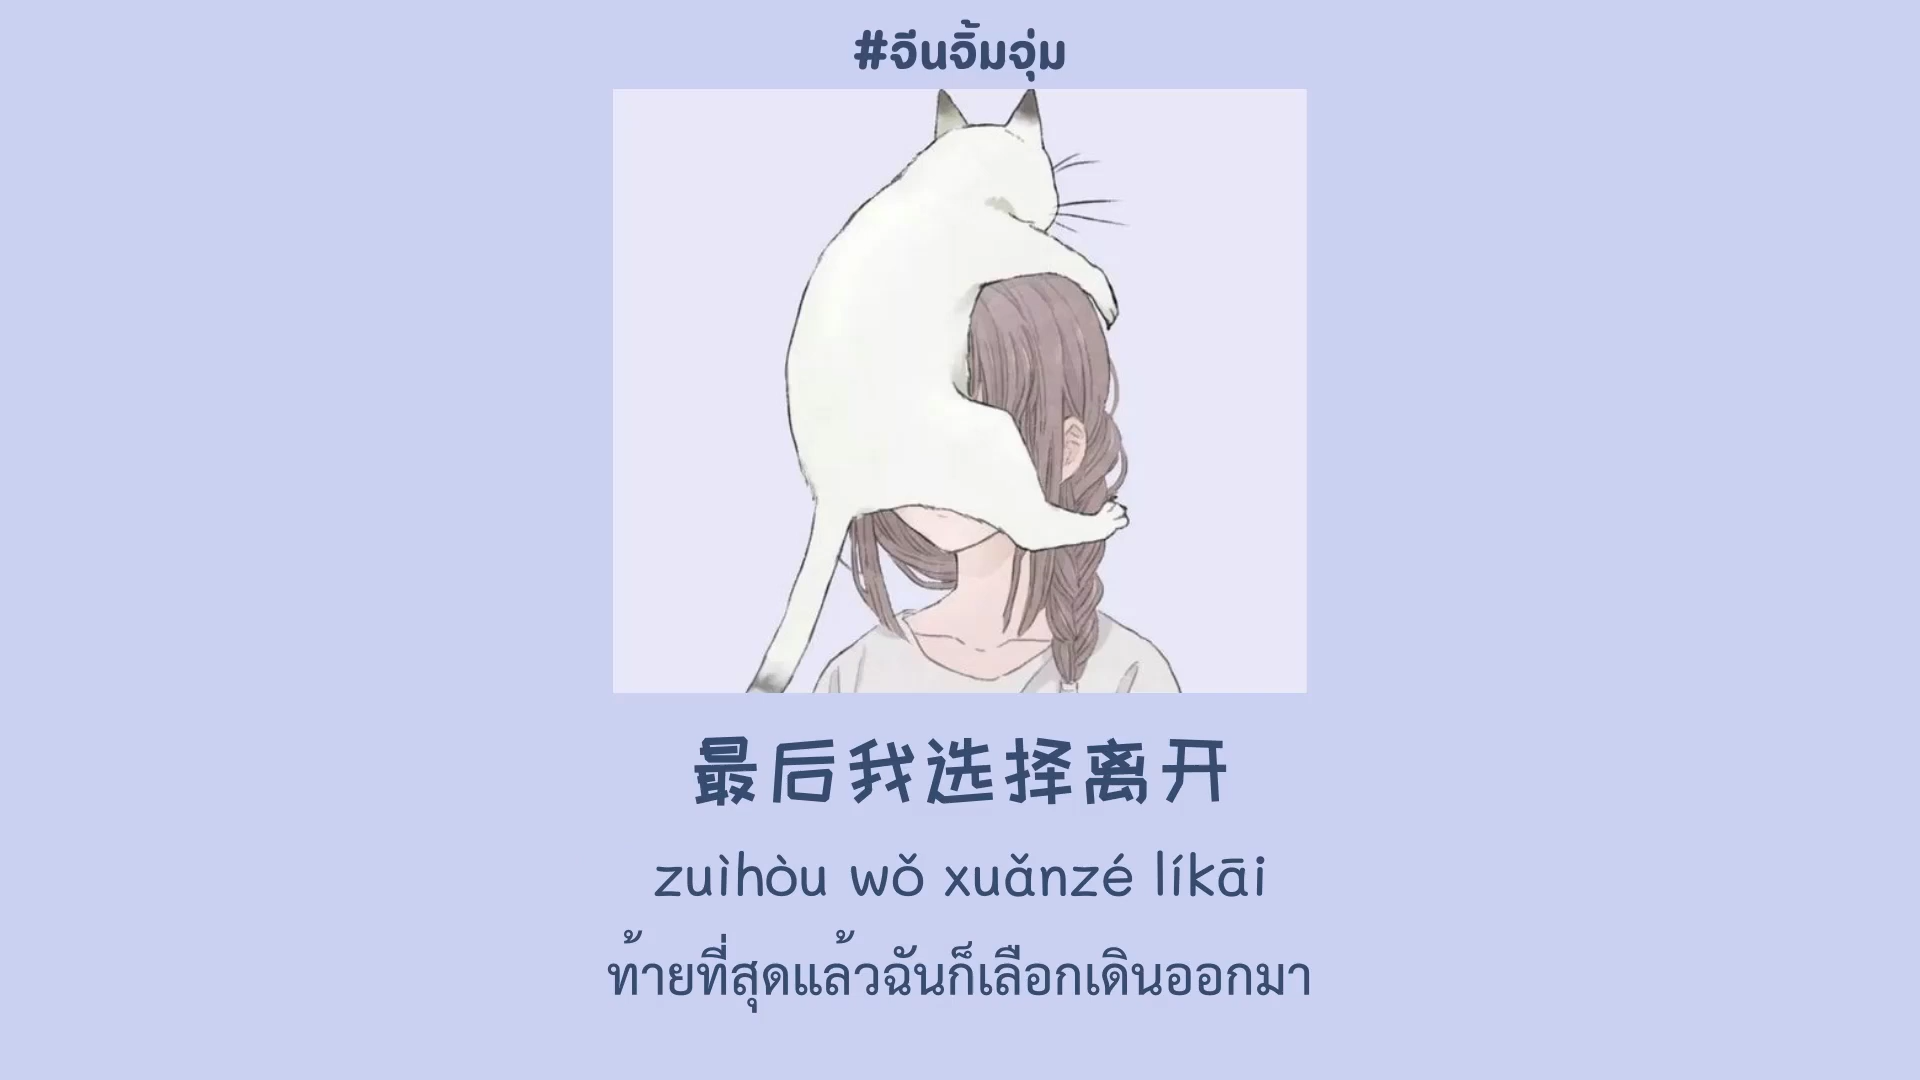 #จีนจิ้มจุ่ม
最后我选择离开
zuìhòu wǒ xuǎnzé líkāi
ท้ายที่สุดแล้วฉันก็เลือกเดินออกมา